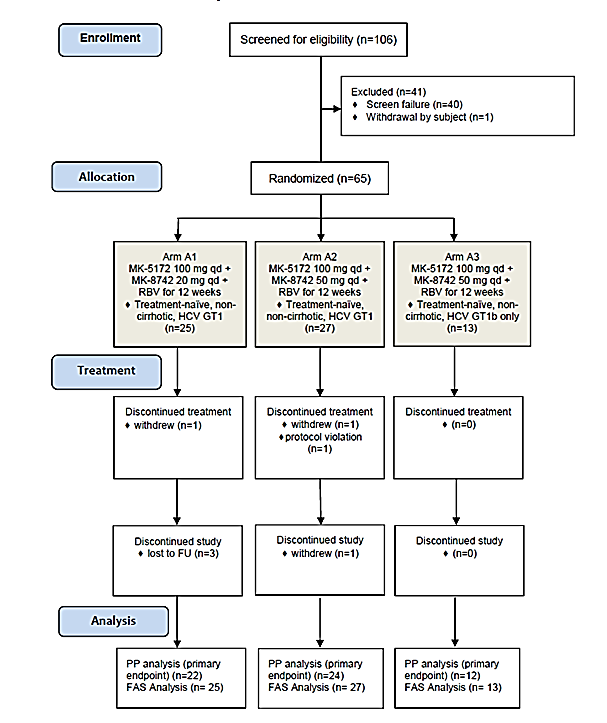 Enrollment
Screened for eligibility (n=106)
Excluded (n=41)
♦ Screen failure (n=40)
♦ Withdrawal by subject (n=1)
Allocation
Randomized (n=65)
Arm A1
MK-5172 100 mg qd +
MK-8742 20 mg qd +
RBV for 12 weeks
♦ Treatment-naïve, non-
cirrhotic, HCV GT1
(n=25)
Arm A2
MK-5172 100 mg qd +
MK-8742 50 mg qd +
RBV for 12 weeks
♦ Treatment-naïve,
non-cirrhotic, HCV GT1
(n=27)
Arm A3
MK-5172 100 mg qd +
MK-8742 50 mg qd +
RBV for 12 weeks
♦ Treatment-naïve, non-
cirrhotic, HCV GT1b only
(n=13)
Treatment
Discontinued treatment
♦ withdrew (n=1)
Discontinued treatment
♦ withdrew (n=1)
♦protocol violation
(n=1)
Discontinued treatment
♦ (n=0)
Discontinued study
♦ lost to FU (n=3)
Discontinued study
♦ withdrew (n=1)
Discontinued study
♦ (n=0)
Analysis
PP analysis (primary
endpoint) (n=22)
FAS Analysis (n= 25)
PP analysis (primary
endpoint) (n=24)
FAS Analysis (n= 27)
PP analysis (primary
endpoint) (n=12)
FAS Analysis (n= 13)